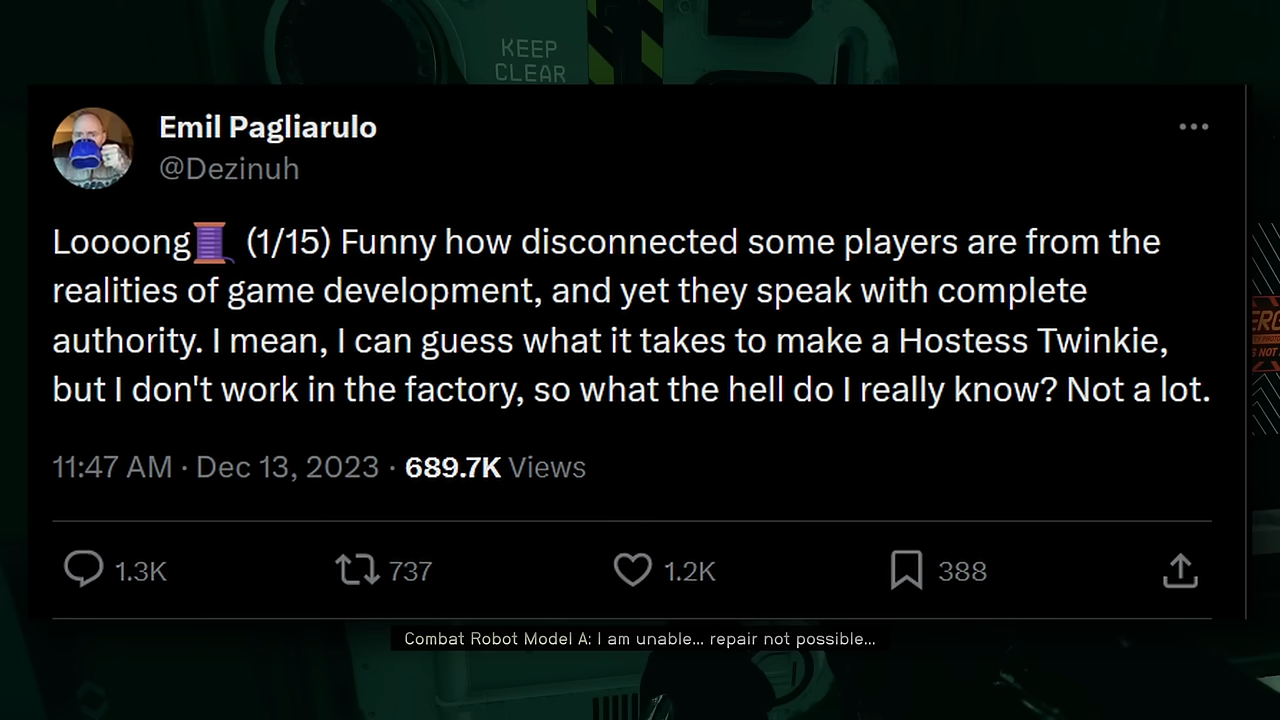 KEEP
CLEAR
Emil Pagliarulo
@Dezinuh
Loooong🧵 (1/15) Funny how disconnected some players are from the
realities of game development, and yet they speak with complete
authority. I mean, I can guess what it takes to make a Hostess Twinkie,
but I don't work in the factory, so what the hell do I really know? Not a lot.
11:47 AM · Dec 13, 2023 · 689.7K Views
1.3K 737 1.2K 388
Combat Robot Model A: I am unable... repair not possible...